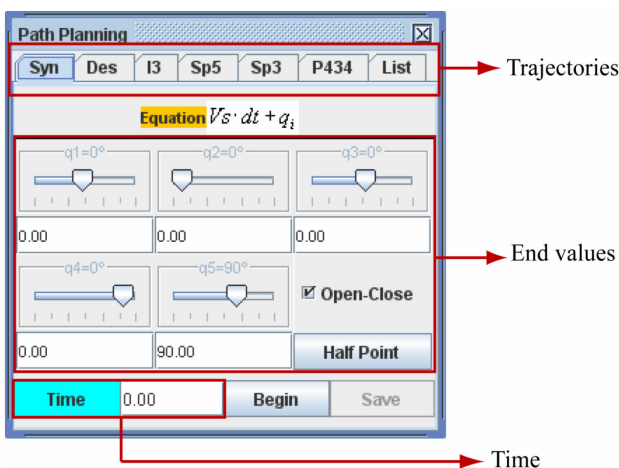 Path Planning
Syn Des I3 Sp5 Sp3 P434 List
Trajectories
Equation Vs· dt + qi
q1=0° q2=0° q3=0°
0.00 0.00 0.00
End values
q4=0° q5=90°
Open-Close
0.00 90.00 Half Point
Time 0.00 Begin Save
Time